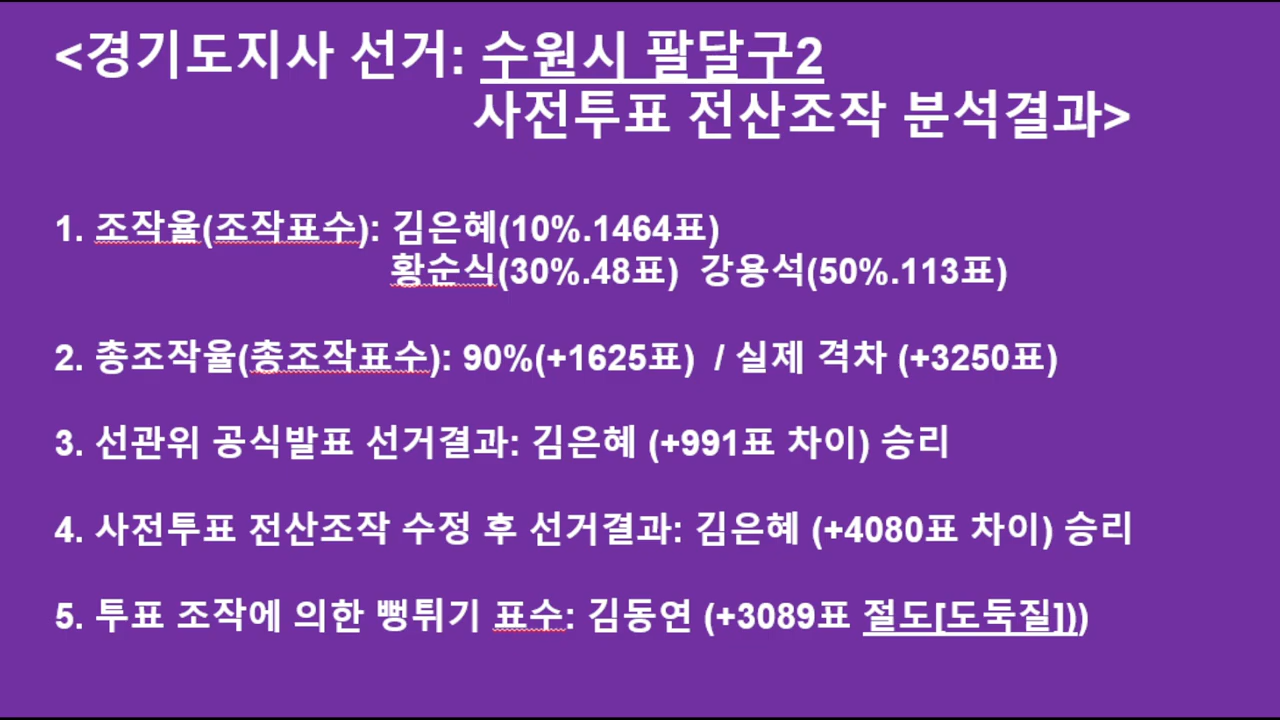 <경기도지사 선거: 수원시 팔달구2
사전투표 전산조작 분석결과>
1. 조작율(조작표수): 김은혜(10%.1464표)
황순식(30%.48표) 강용석(50%.113표)
2. 총조작율(총조작표수): 90%(+1625표) / 실제 격차 (+3250표)
3. 선관위 공식발표 선거결과: 김은혜 (+991표 차이) 승리
4. 사전투표 전산조작 수정 후 선거결과: 김은혜 (+4080표 차이) 승리
5. 투표 조작에 의한 뻥튀기 표수: 김동연 (+3089표 절도[도둑질]))